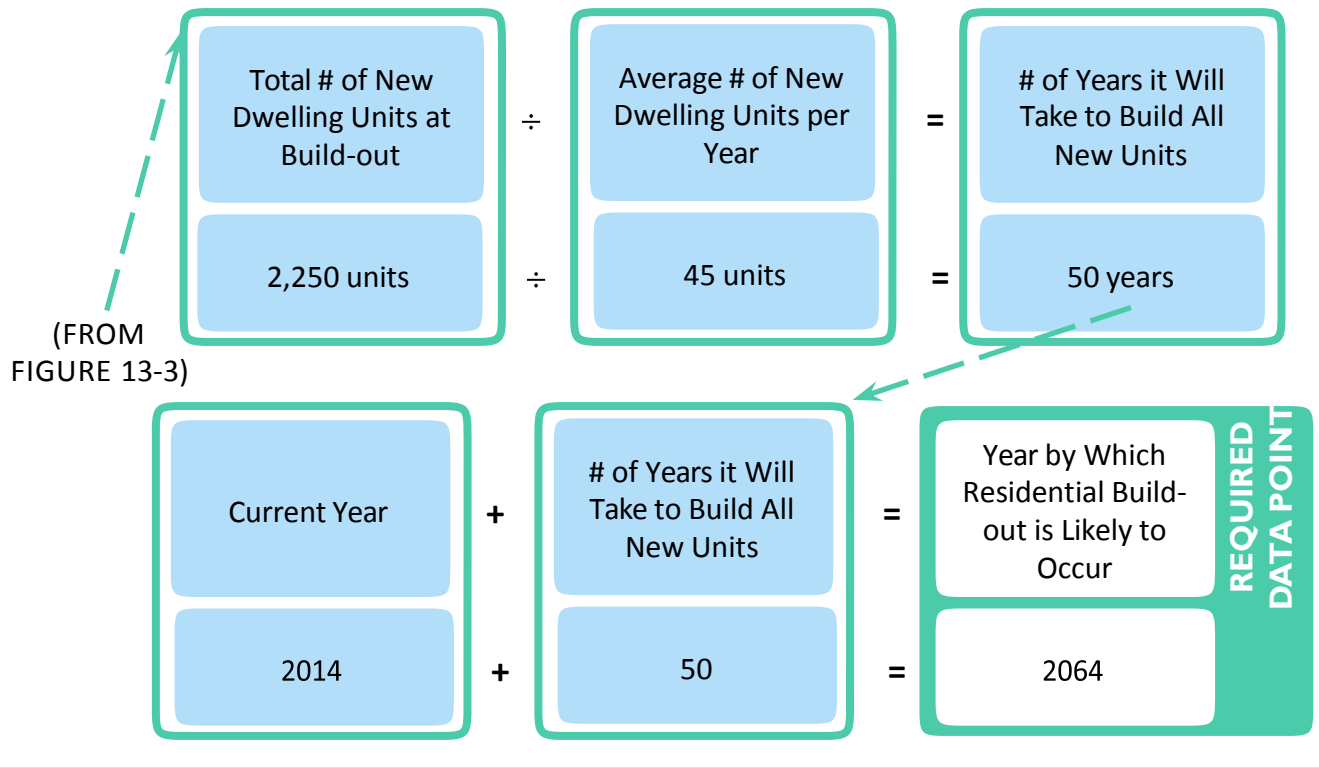 Total # of New
Dwelling Units at
Build-out
÷
Average # of New
Dwelling Units per
Year
=
# of Years it Will
Take to Build All
New Units
2,250 units
÷
45 units
=
50 years
(FROM
FIGURE 13-3)
Current Year
+
# of Years it Will
Take to Build All
New Units
=
Year by Which
Residential Build-
out is Likely to
Occur
REQUIRED
DATA POINT
2014
+
50
=
2064